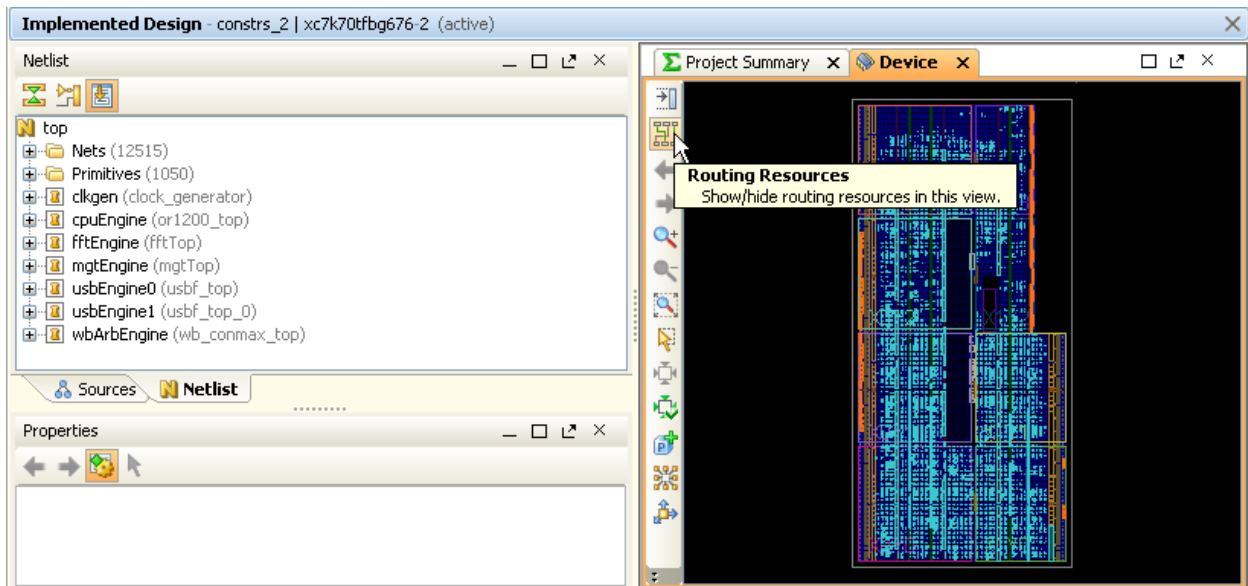 Implemented Design - constrs_2 | xc7k70tfbg676-2 (active)
Netlist
top
Nets (12515)
Primitives (1050)
clkgen (clock_generator)
cpuEngine (or1200_top)
fftEngine (fftTop)
mgtEngine (mgtTop)
usbEngine0 (usbf_top)
usbEngine1 (usbf_top_0)
wbArbEngine (wb_conmax_top)
Sources Netlist
Properties
Project Summary Device
Routing Resources
Show/hide routing resources in this view.